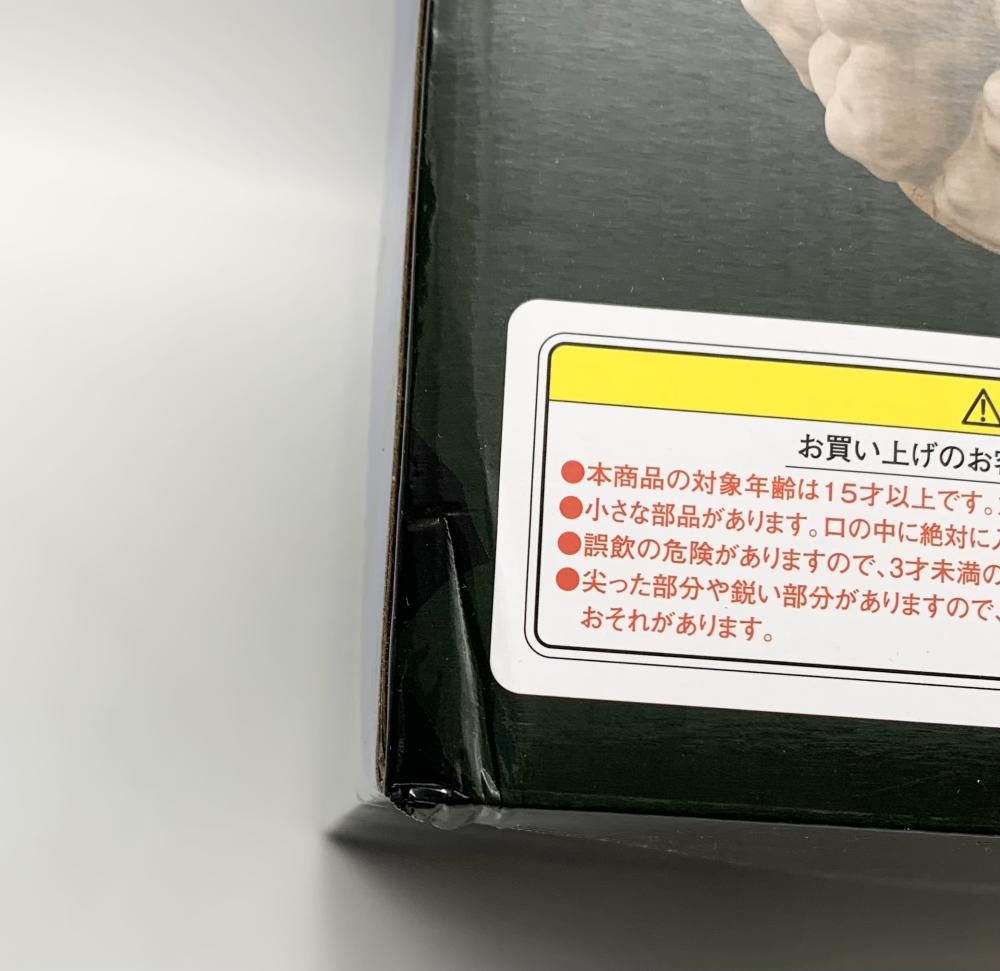 お買い上げのお
●本商品の対象年齢は15才以上です。
●小さな部品があります。口の中に絶対に
●誤飲の危険がありますので、3才未満の
●尖った部分や鋭い部分がありますので、
おそれがあります。